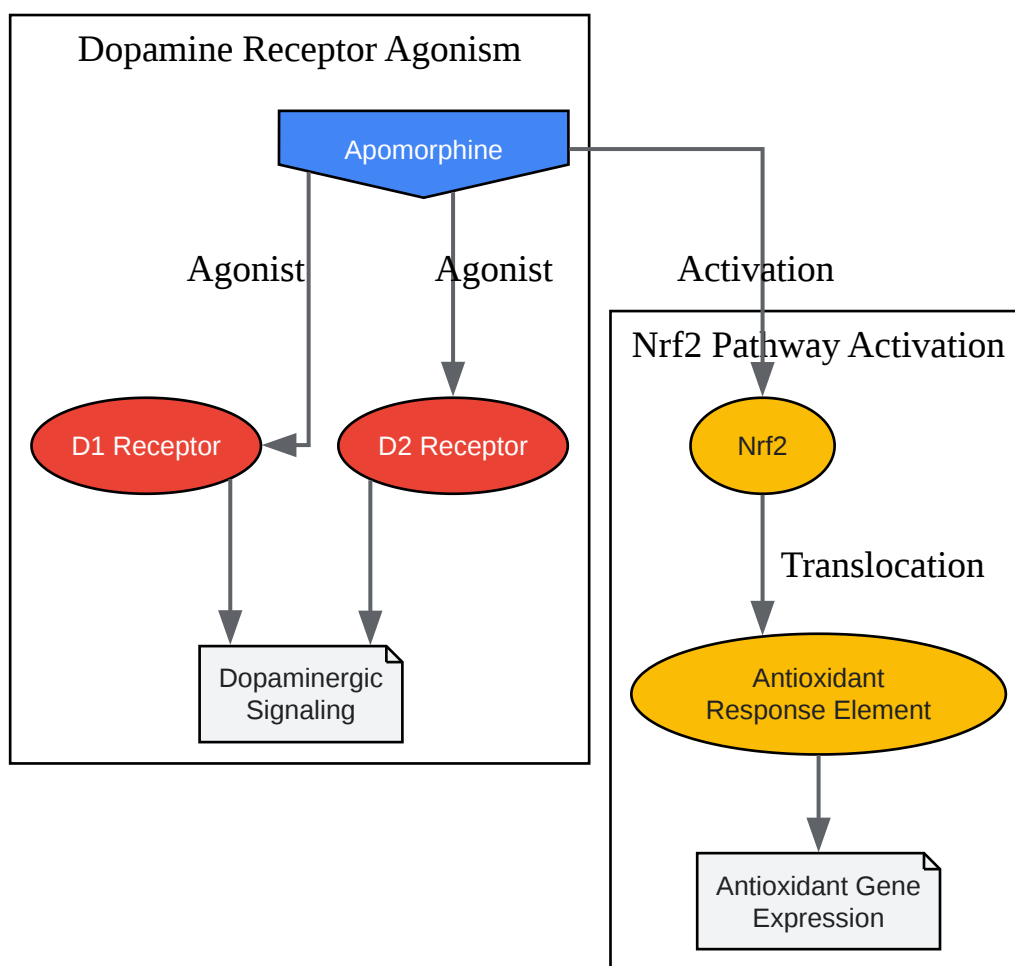 Dopamine Receptor Agonism
Apomorphine
Agonist
Agonist
Activation
Nrf2 Pathway Activation
D1 Receptor
D2 Receptor
Nrf2
Translocation
Dopaminergic
Signaling
Antioxidant
Response Element
Antioxidant Gene
Expression